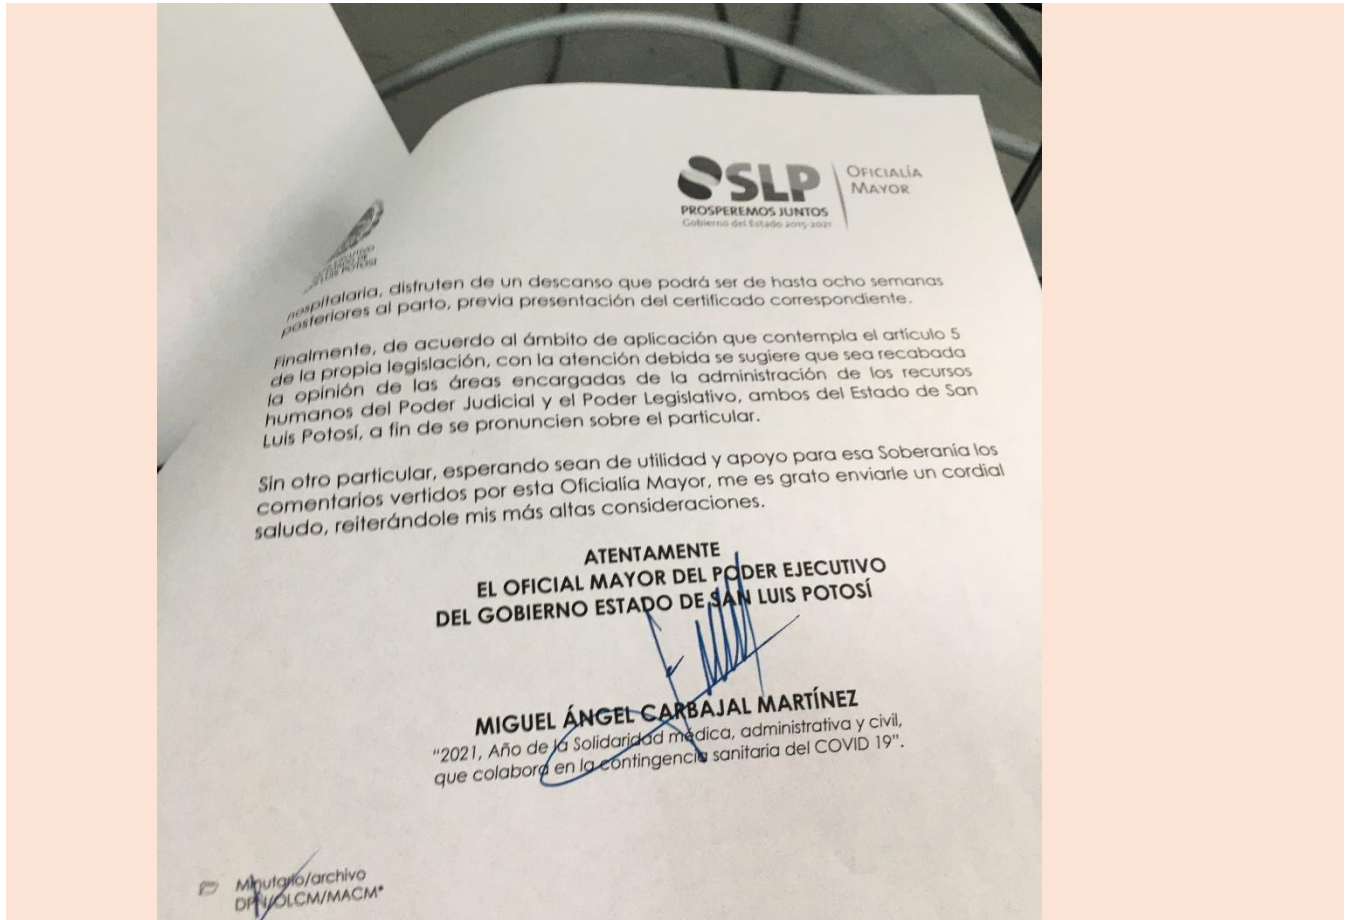 SLP
PROSPEREMOS JUNTOS
Gobierno del Estado 2015-2021
OFICIALÍA
MAYOR
LUIS POTOSÍ
hospitalaria, disfruten de un descanso que podrá ser de hasta ocho semanas
posteriores al parto, previa presentación del certificado correspondiente.
Finalmente, de acuerdo al ámbito de aplicación que contempla el artículo 5
de la propia legislación, con la atención debida se sugiere que sea recabada
la opinión de las áreas encargadas de la administración de los recursos
humanos del Poder Judicial y el Poder Legislativo, ambos del Estado de San
Luis Potosí, a fin de se pronuncien sobre el particular.
Sin otro particular, esperando sean de utilidad y apoyo para esa Soberanía los
comentarios vertidos por esta Oficialía Mayor, me es grato enviarle un cordial
saludo, reiterándole mis más altas consideraciones.
ATENTAMENTE
EL OFICIAL MAYOR DEL PODER EJECUTIVO
DEL GOBIERNO ESTADO DE SAN LUIS POTOSÍ
MIGUEL ÁNGEL CARBAJAL MARTÍNEZ
"2021, Año de la Solidaridad médica, administrativa y civil,
que colabora en la contingencia sanitaria del COVID 19".
Minutario/archivo
/OLCM/MACM*